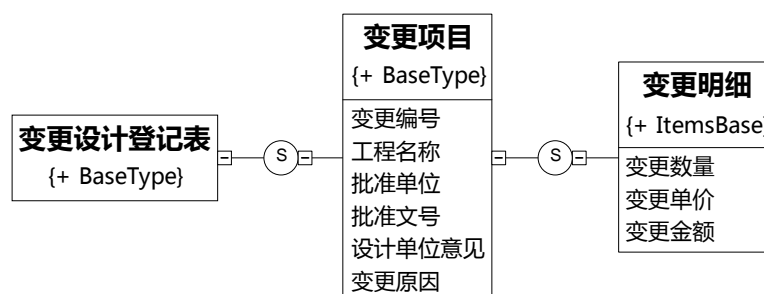 变更设计登记表
{+ BaseType}
S
变更项目
{+ BaseType}
变更编号
工程名称
批准单位
批准文号
设计单位意见
变更原因
S
变更明细
{+ ItemsBase}
变更数量
变更单价
变更金额